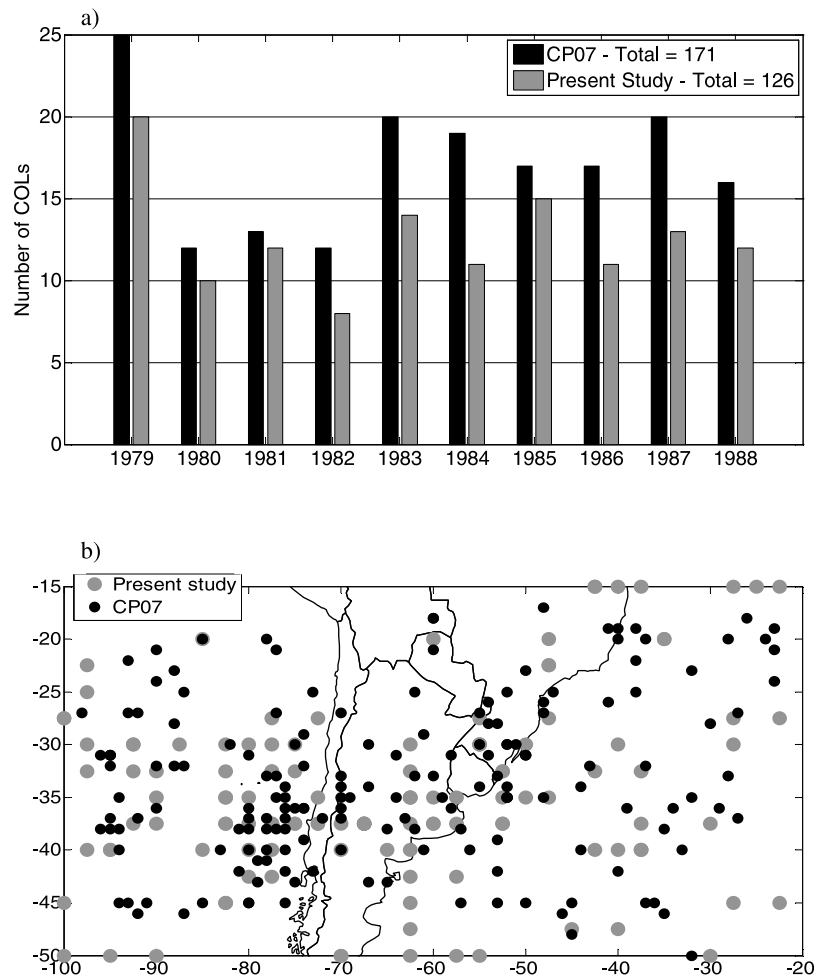 a)
25
20
15
10
5
0
Number of COLs
CP07 - Total = 171
Present Study - Total = 126
1979 1980 1981 1982 1983 1984 1985 1986 1987 1988
b)
Present study
CP07
-15
-20
-25
-30
-35
-40
-45
-50
-100 -90 -80 -70 -60 -50 -40 -30 -20